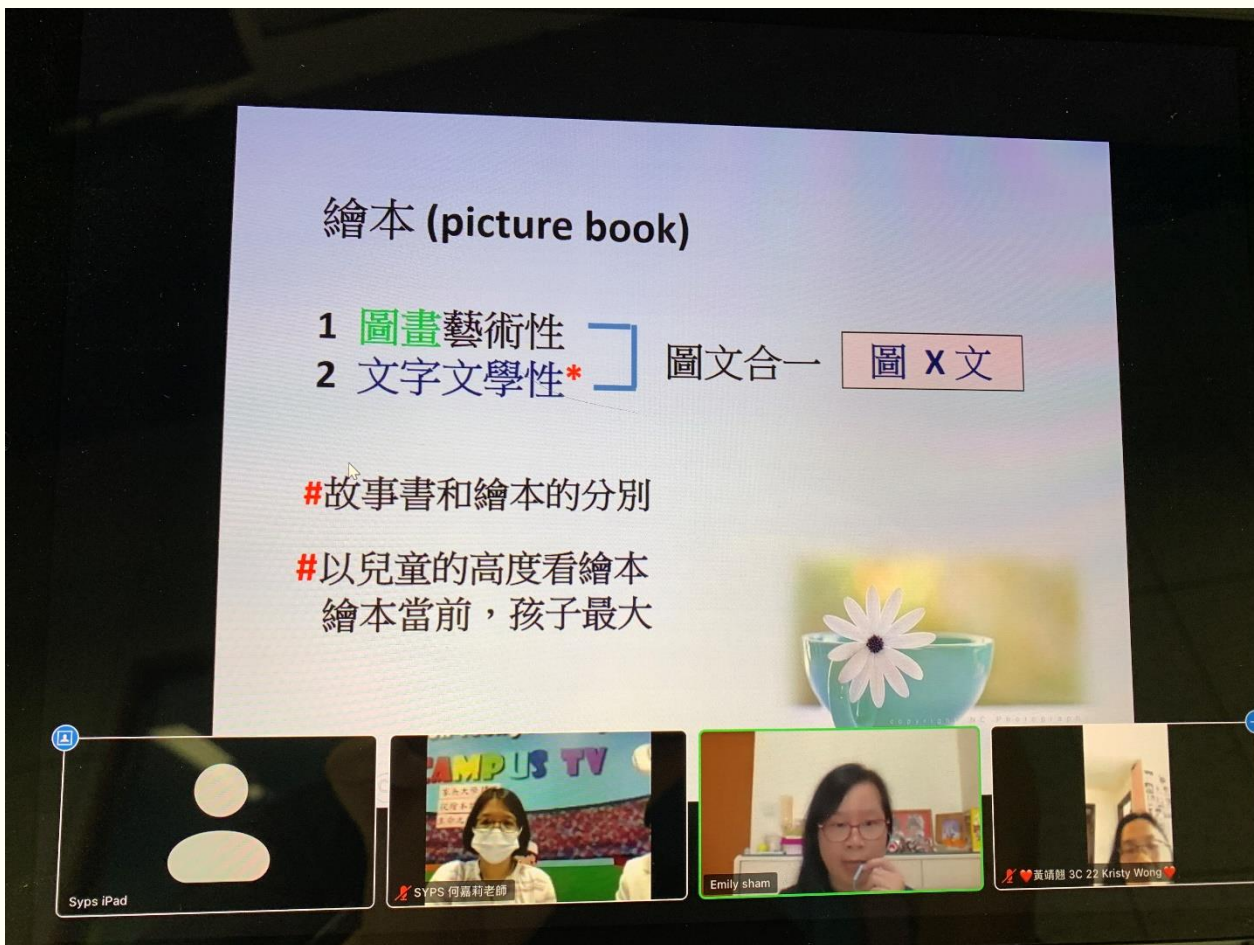 繪本 (picture book)
1 圖畫藝術性
2 文字文學性*
圖文合一
圖 X 文
#故事書和繪本的分別
#以兒童的高度看繪本
繪本當前，孩子最大
Syps iPad
CAMPUS TV
SYPS 何嘉莉老師
Emily sham
❤️黃靖翹 3C 22 Kristy Wong❤️